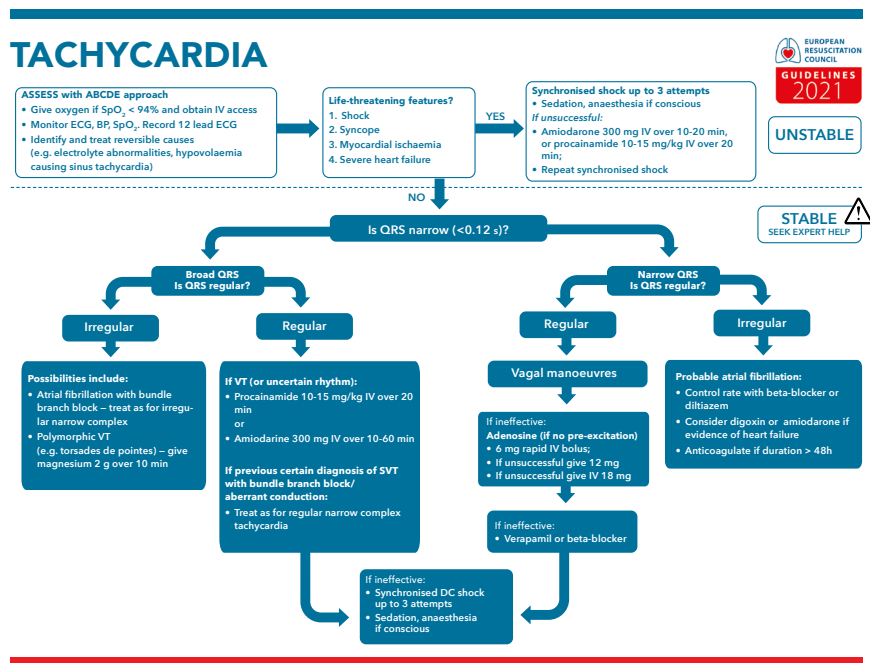 TACHYCARDIA
EUROPEAN
RESUSCITATION
COUNCIL
GUIDELINES
2021
ASSESS with ABCDE approach
• Give oxygen if SpO2 < 94% and obtain IV access
• Monitor ECG, BP, SpO2. Record 12 lead ECG
• Identify and treat reversible causes
(e.g. electrolyte abnormalities, hypovolaemia
causing sinus tachycardia)
Life-threatening features?
1. Shock
2. Syncope
3. Myocardial ischaemia
4. Severe heart failure
YES
Synchronised shock up to 3 attempts
• Sedation, anaesthesia if conscious
If unsuccessful:
• Amiodarone 300 mg IV over 10-20 min,
or procainamide 10-15 mg/kg IV over 20
min;
• Repeat synchronised shock
UNSTABLE
NO
STABLE
SEEK EXPERT HELP
Is QRS narrow (<0.12 s)?
Broad QRS
Is QRS regular?
Narrow QRS
Is QRS regular?
Irregular
Regular
Regular
Irregular
Possibilities include:
• Atrial fibrillation with bundle
branch block – treat as for irregu-
lar narrow complex
• Polymorphic VT
(e.g. torsades de pointes) – give
magnesium 2 g over 10 min
If VT (or uncertain rhythm):
• Procainamide 10-15 mg/kg IV over 20
min
or
• Amiodarine 300 mg IV over 10-60 min
If previous certain diagnosis of SVT
with bundle branch block/
aberrant conduction:
• Treat as for regular narrow complex
tachycardia
Vagal manoeuvres
If ineffective:
Adenosine (if no pre-excitation)
• 6 mg rapid IV bolus;
• If unsuccessful give 12 mg
• If unsuccessful give IV 18 mg
If ineffective:
• Verapamil or beta-blocker
Probable atrial fibrillation:
• Control rate with beta-blocker or
diltiazem
• Consider digoxin or amiodarone if
evidence of heart failure
• Anticoagulate if duration > 48h
If ineffective:
• Synchronised DC shock
up to 3 attempts
• Sedation, anaesthesia
if conscious